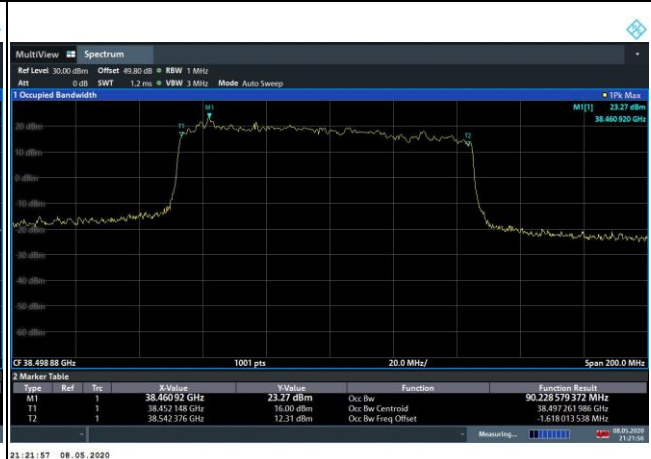 MultiView Spectrum
Ref Level 30.00 dBm Offset 49.80 dB RBW 1 MHz
Att 0 dB SWT 1.2 ms VBW 3 MHz Mode Auto Sweep
1 Occupied Bandwidth 1Pk Max
M1[1] 23.27 dBm
38.460 920 GHz
M1
T1
T2
20 dBm
10 dBm
0 dBm
-10 dBm
-20 dBm
-30 dBm
-40 dBm
-50 dBm
-60 dBm
CF 38.498 88 GHz 1001 pts 20.0 MHz/ Span 200.0 MHz
2 Marker Table
Type Ref Trc X-Value Y-Value Function Function Result
M1 1 38.460 92 GHz 23.27 dBm Occ Bw 90.228 579 372 MHz
T1 1 38.452 148 GHz 16.00 dBm Occ Bw Centroid 38.497 261 986 GHz
T2 1 38.542 376 GHz 12.31 dBm Occ Bw Freq Offset -1.618 013 538 MHz
Measuring... 08.05.2020
21:21:56
21:21:57 08.05.2020